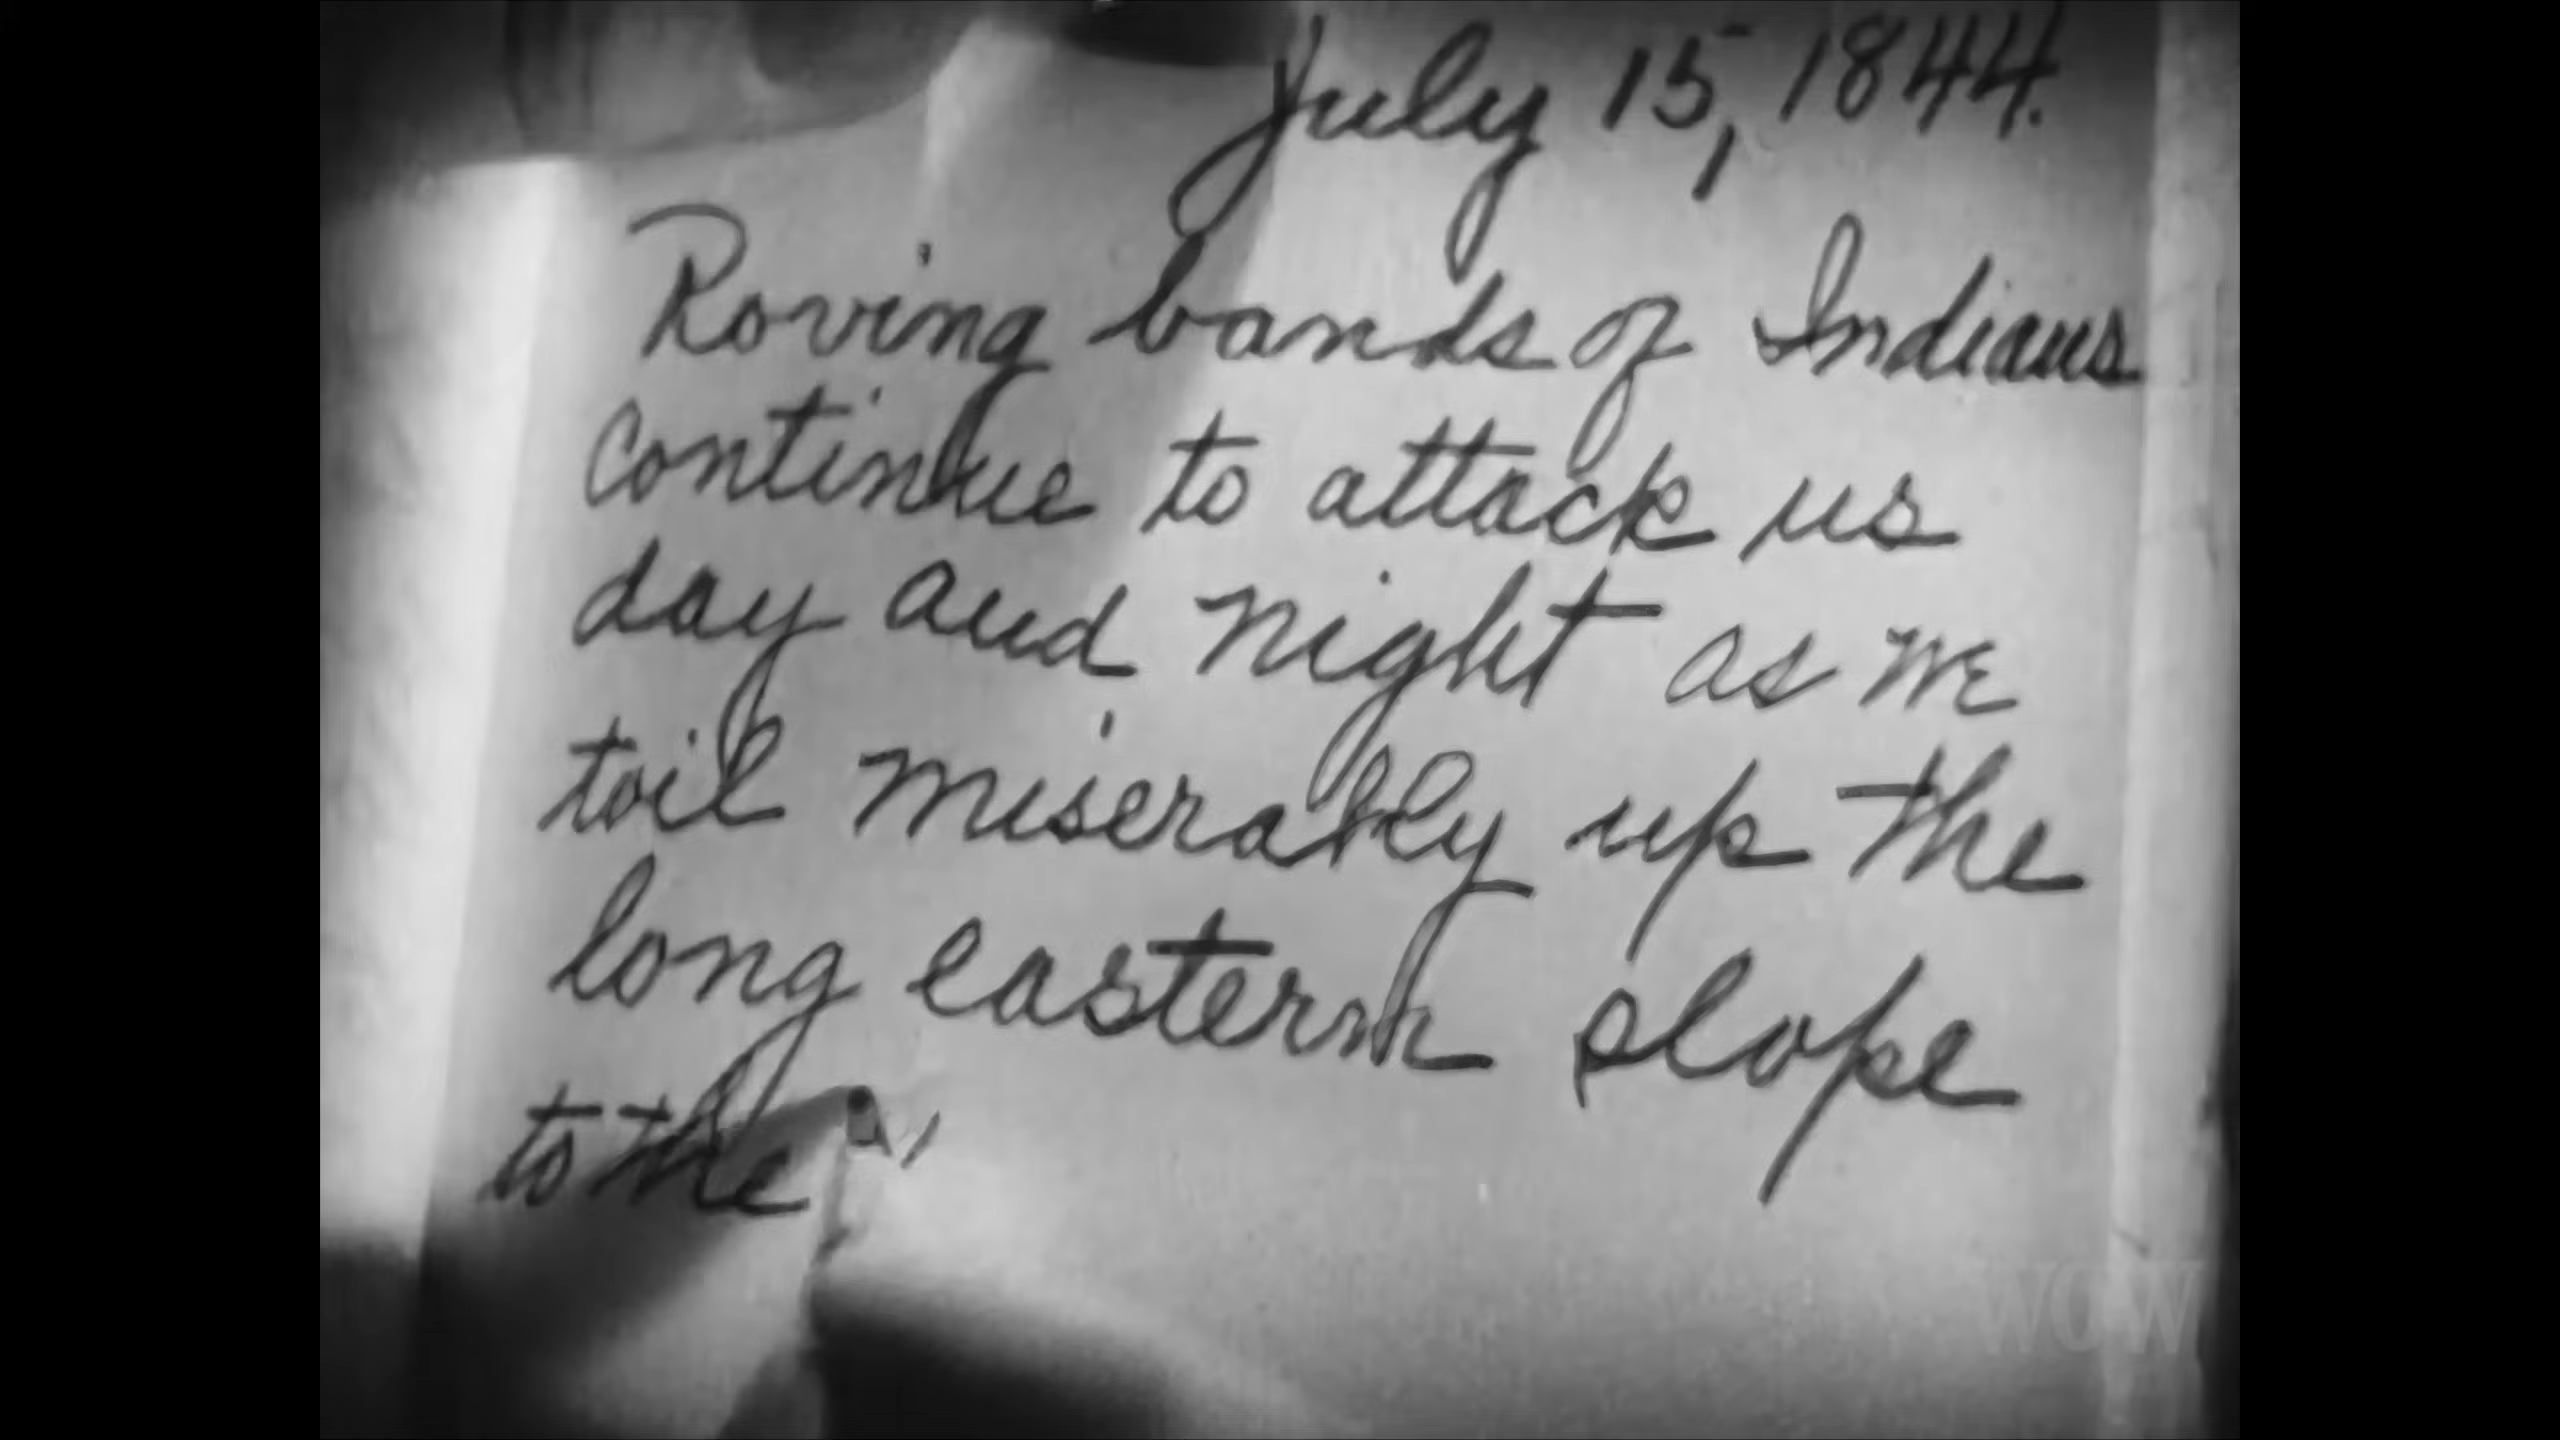 July 15, 1844.
Roving bands of Indians
continue to attack us
day and night as we
toil miserably up the
long eastern slope
to the
WOW